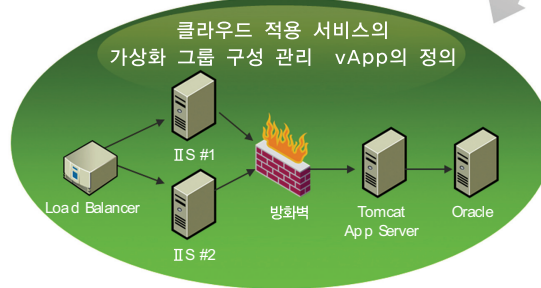 클라우드 적용 서비스의
가상화 그룹 구성 관리 vApp의 정의
IIS #1
Load Balancer
방화벽
Tomcat
App Server
Oracle
IIS #2